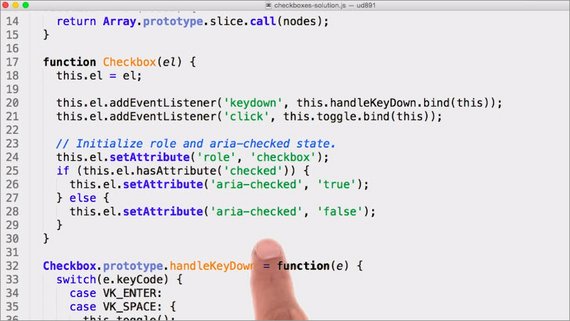 checkboxes-solution.js — ud891
14 return Array.prototype.slice.call(nodes);
15 }
16
17 function Checkbox(el) {
18 this.el = el;
19
20 this.el.addEventListener('keydown', this.handleKeyDown.bind(this));
21 this.el.addEventListener('click', this.toggle.bind(this));
22
23 // Initialize role and aria-checked state.
24 this.el.setAttribute('role', 'checkbox');
25 if (this.el.hasAttribute('checked')) {
26 this.el.setAttribute('aria-checked', 'true');
27 } else {
28 this.el.setAttribute('aria-checked', 'false');
29 }
30 }
31
32 Checkbox.prototype.handleKeyDown = function(e) {
33 switch(e.keyCode) {
34 case VK_ENTER:
35 case VK_SPACE: {
36 this.toggle();